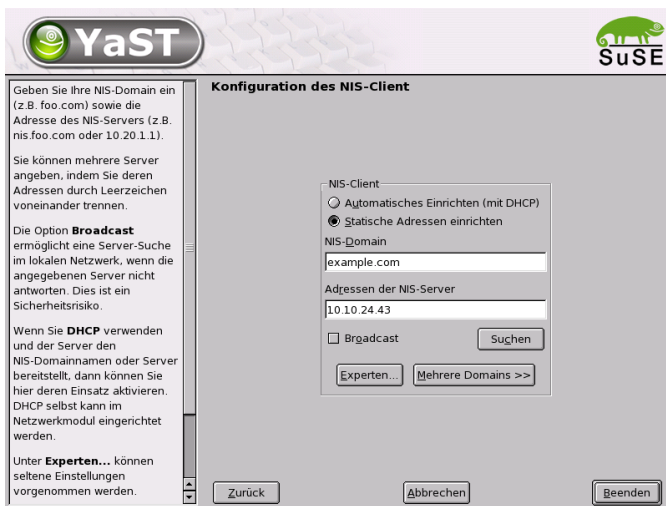 YaST
SuSE
Geben Sie Ihre NIS-Domain ein
(z.B. foo.com) sowie die
Adresse des NIS-Servers (z.B.
nis.foo.com oder 10.20.1.1).
Sie können mehrere Server
angeben, indem Sie deren
Adressen durch Leerzeichen
voneinander trennen.
Die Option Broadcast
ermöglicht eine Server-Suche
im lokalen Netzwerk, wenn die
angegebenen Server nicht
antworten. Dies ist ein
Sicherheitsrisiko.
Wenn Sie DHCP verwenden
und der Server den
NIS-Domainnamen oder Server
bereitstellt, dann können Sie
hier deren Einsatz aktivieren.
DHCP selbst kann im
Netzwerkmodul eingerichtet
werden.
Unter Experten... können
seltene Einstellungen
vorgenommen werden.
Konfiguration des NIS-Client
NIS-Client
Automatisches Einrichten (mit DHCP)
Statische Adressen einrichten
NIS-Domain
example.com
Adressen der NIS-Server
10.10.24.43
Broadcast
Suchen
Experten...
Mehrere Domains >>
Zurück
Abbrechen
Beenden